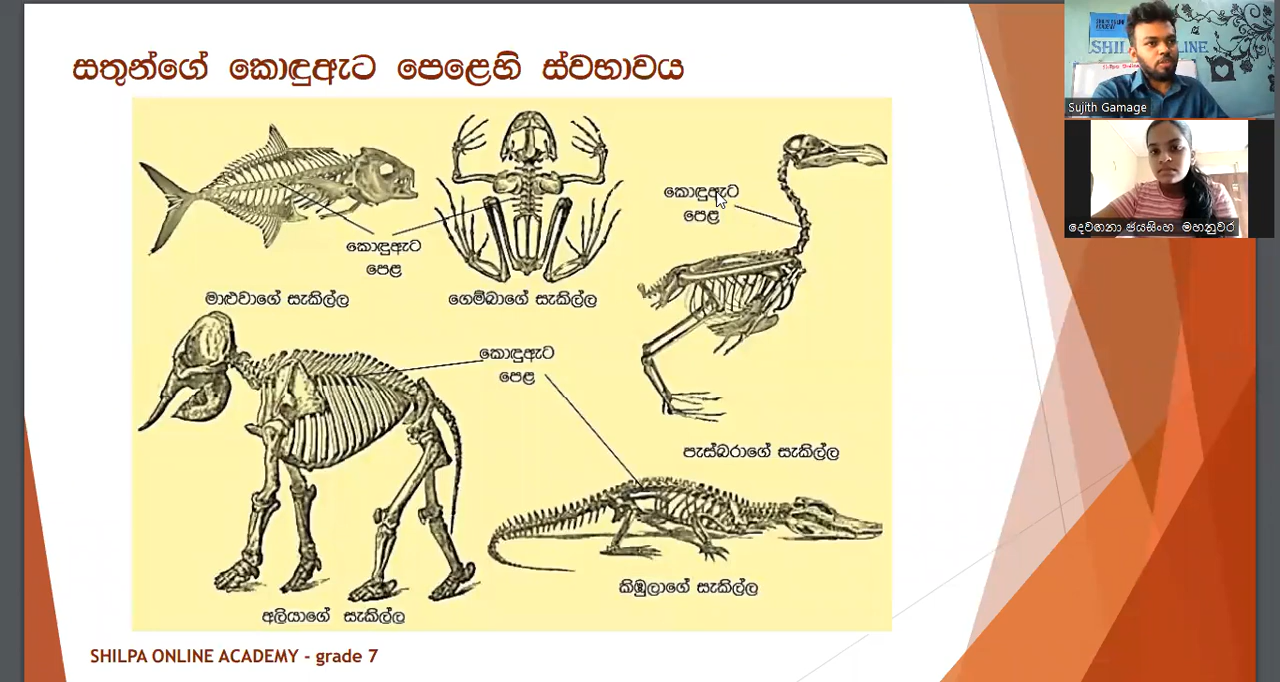 සතුන්ගේ කොඳුඇට පෙළෙහි ස්වභාවය
කොඳුඇට
පෙළ
කොඳුඇට
පෙළ
මාළුවාගේ සැකිල්ල
ගෙම්බාගේ සැකිල්ල
කොඳුඇට
පෙළ
පැස්බරාගේ සැකිල්ල
කිඹුලාගේ සැකිල්ල
අලියාගේ සැකිල්ල
SHILPA ONLINE ACADEMY - grade 7
Sujith Gamage
දෙවඟනා ජයසිංහ මහනුවර